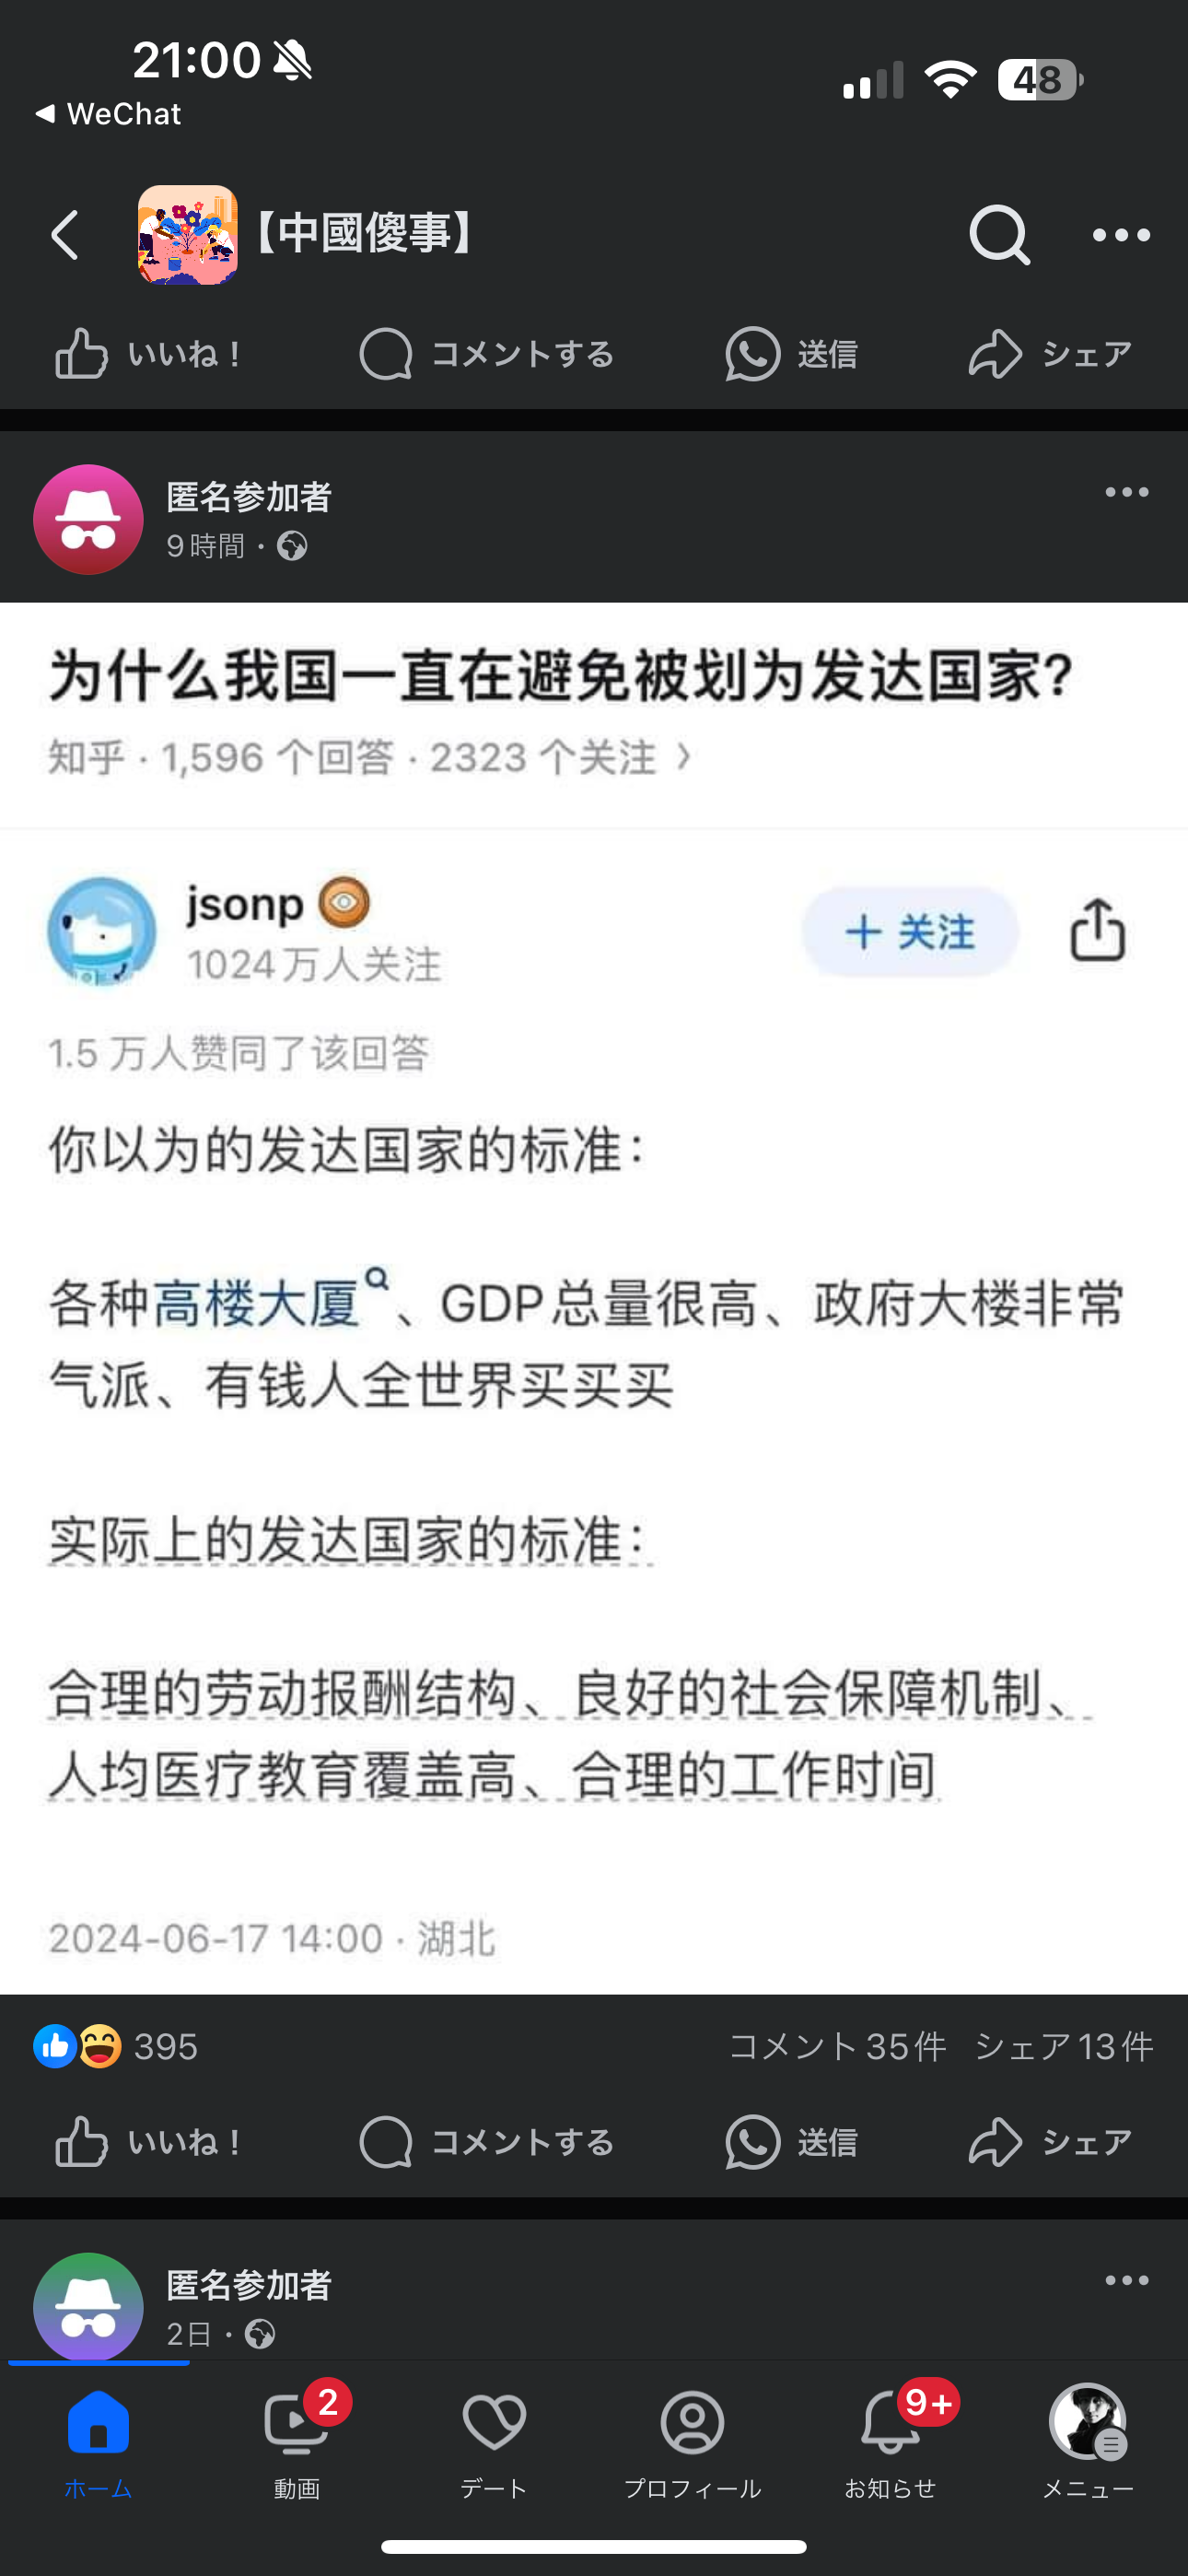 21:00
48
WeChat
【中國傻事】
いいね！ コメントする 送信 シェア
匿名参加者
9時間 ·
为什么我国一直在避免被划为发达国家?
知乎 · 1,596 个回答 · 2323 个关注 〉
jsonp
1024万人关注
+ 关注
1.5 万人赞同了该回答
你以为的发达国家的标准：
各种高楼大厦、GDP总量很高、政府大楼非常
气派、有钱人全世界买买买
实际上的发达国家的标准：
合理的劳动报酬结构、良好的社会保障机制、
人均医疗教育覆盖高、合理的工作时间
2024-06-17 14:00 · 湖北
395
コメント35件 シェア13件
いいね！ コメントする 送信 シェア
匿名参加者
2日 ·
2
9+
ホーム 動画 デート プロフィール お知らせ メニュー